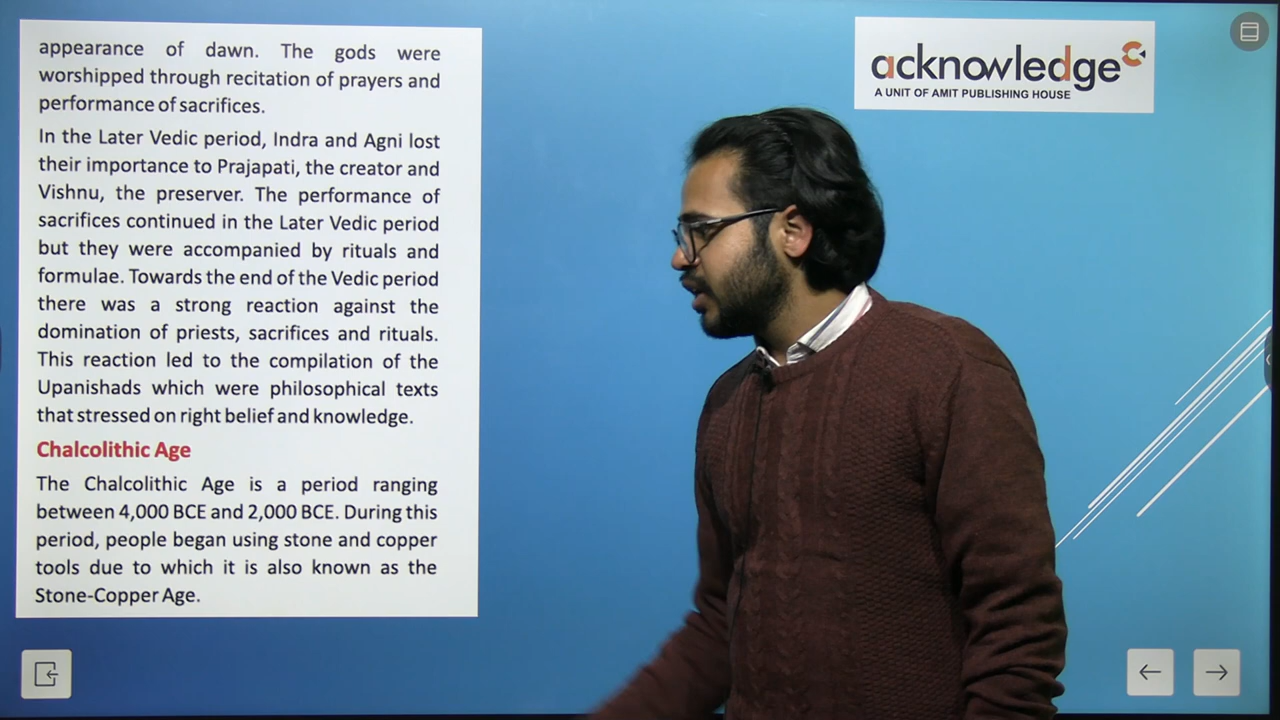 appearance of dawn. The gods were
worshipped through recitation of prayers and
performance of sacrifices.
In the Later Vedic period, Indra and Agni lost
their importance to Prajapati, the creator and
Vishnu, the preserver. The performance of
sacrifices continued in the Later Vedic period
but they were accompanied by rituals and
formulae. Towards the end of the Vedic period
there was a strong reaction against the
domination of priests, sacrifices and rituals.
This reaction led to the compilation of the
Upanishads which were philosophical texts
that stressed on right belief and knowledge.
Chalcolithic Age
The Chalcolithic Age is a period ranging
between 4,000 BCE and 2,000 BCE. During this
period, people began using stone and copper
tools due to which it is also known as the
Stone-Copper Age.
acknowledge
A UNIT OF AMIT PUBLISHING HOUSE